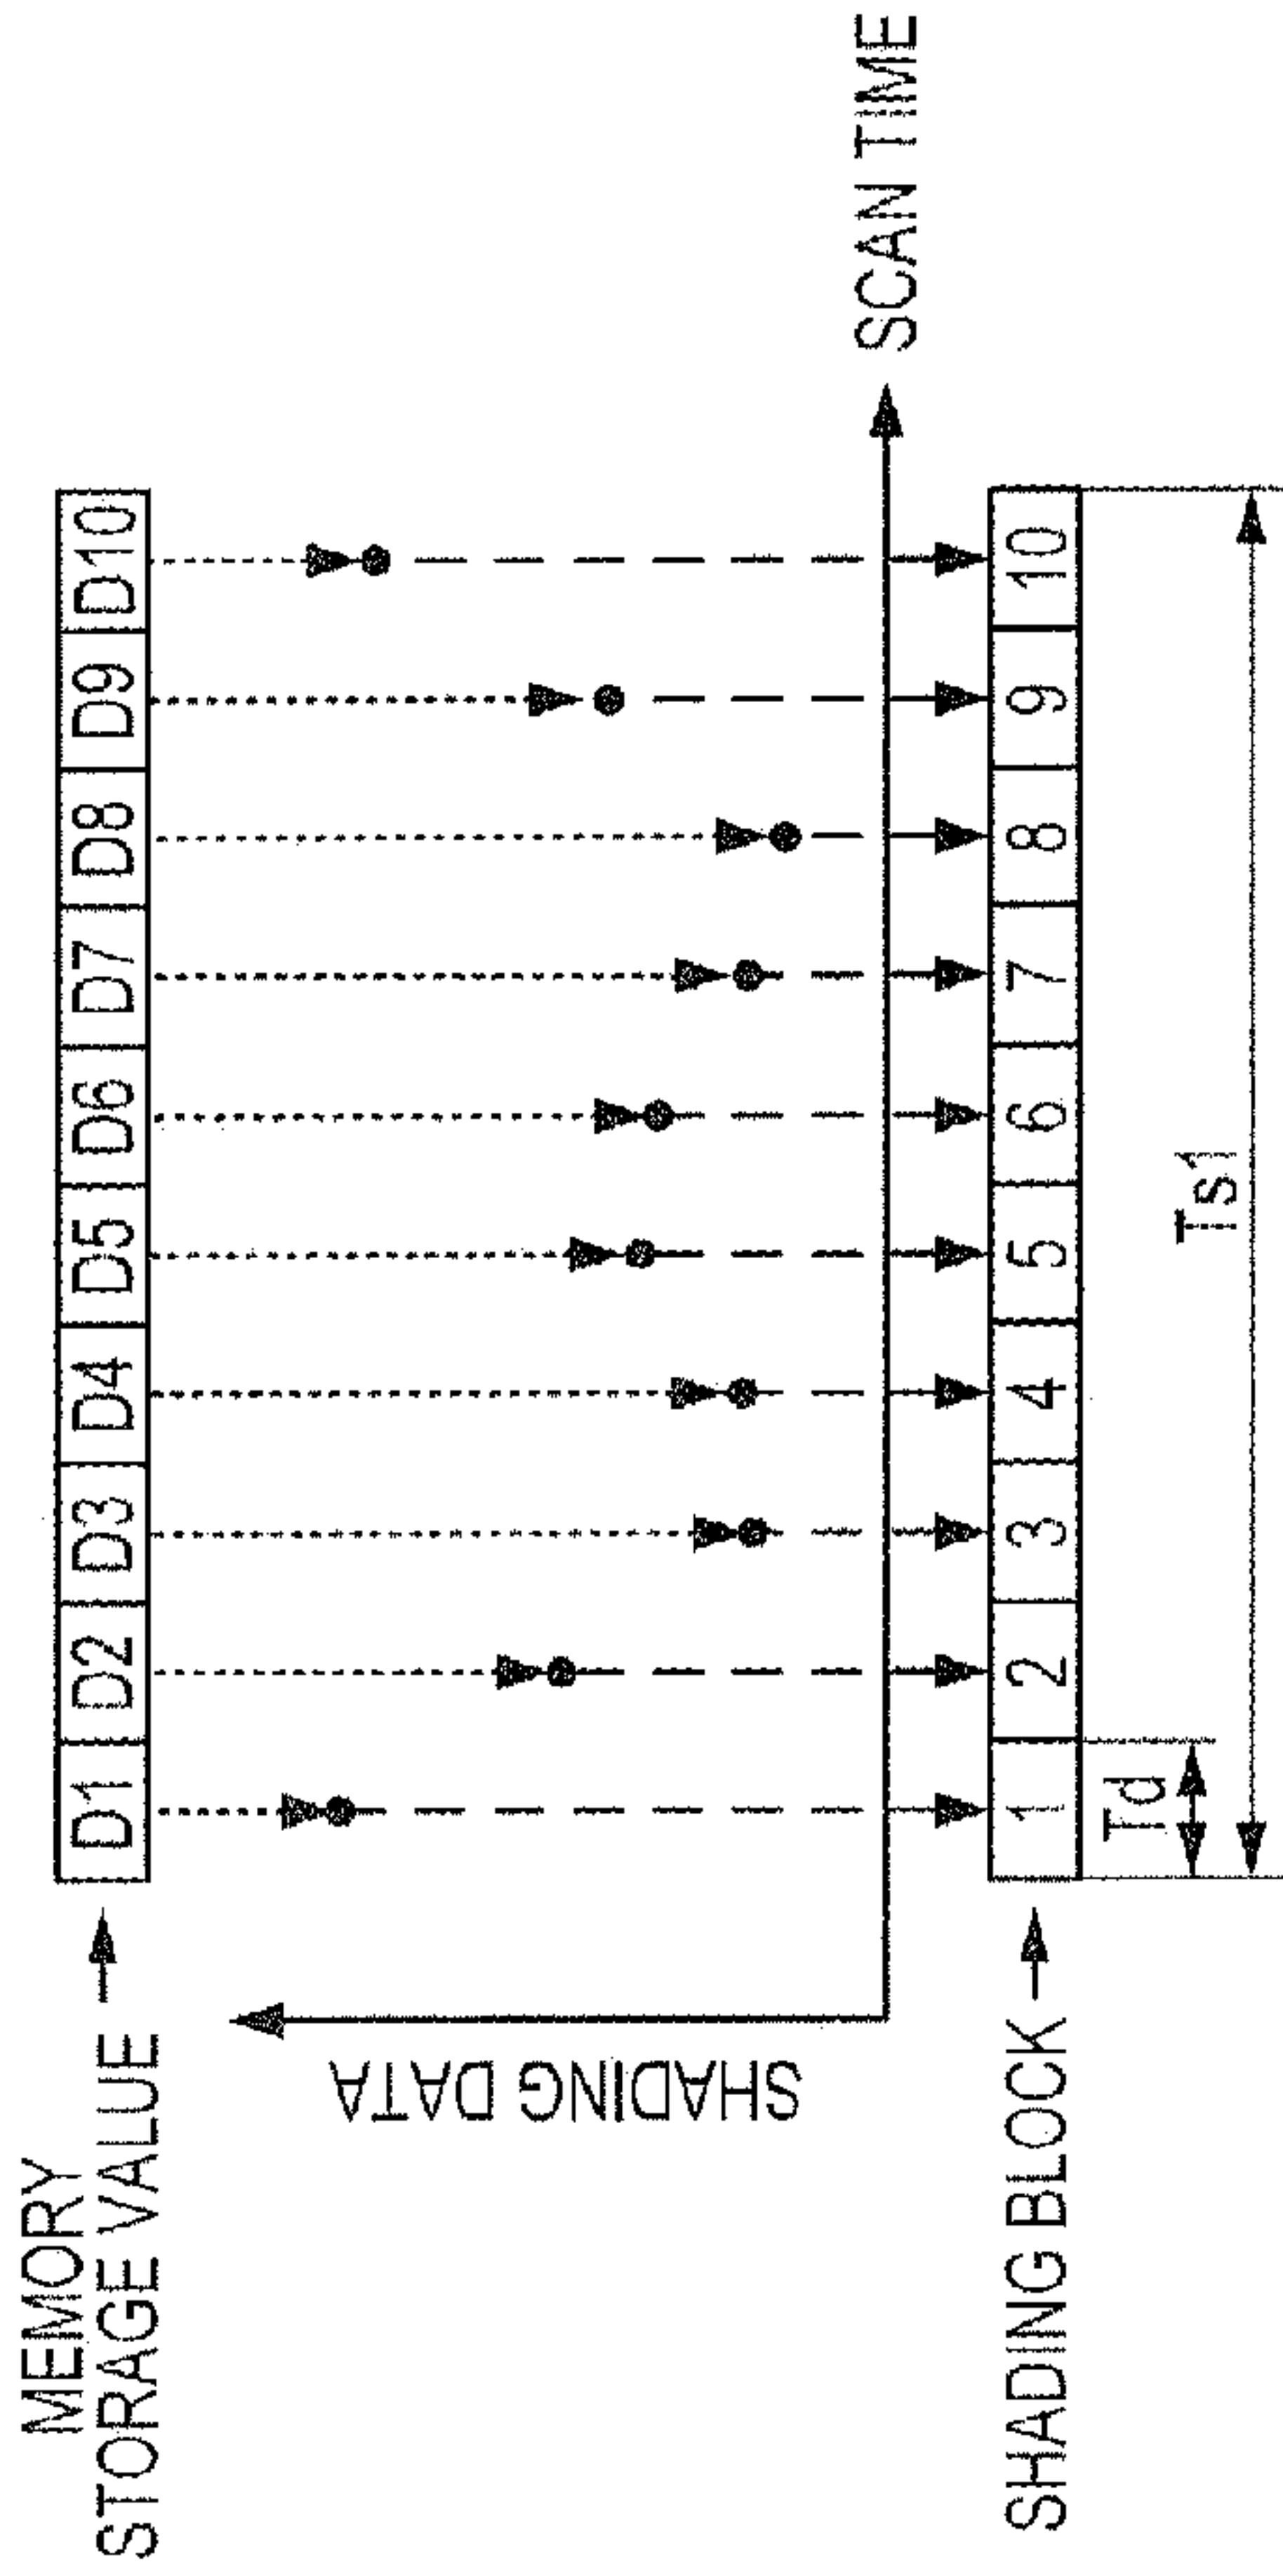 MEMORY
STORAGE VALUE
D1 D2 D3 D4 D5 D6 D7 D8 D9 D10
SHADING DATA
SCAN TIME
SHADING BLOCK
1 2 3 4 5 6 7 8 9 10
Td
Ts1